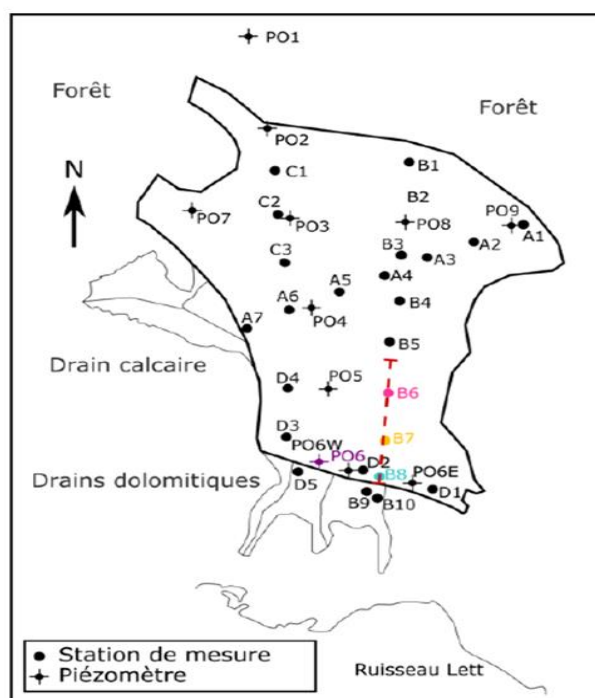 PO1
Forêt
Forêt
N
PO2
C1
B1
B2
C2
PO3
PO7
PO8
PO9
A1
A2
B3
A3
C3
A4
A5
A6
PO4
B4
A7
B5
Drain calcaire
D4
PO5
B6
D3
PO6W
B7
PO6
D2
PO6E
Drains dolomitiques
D5
B8
D1
B9
B10
Station de mesure
Piézomètre
Ruisseau Lett